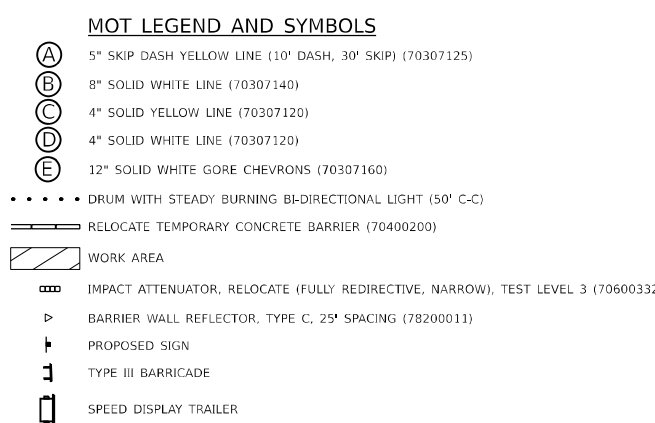 MOT LEGEND AND SYMBOLS
A 5" SKIP DASH YELLOW LINE (10' DASH, 30' SKIP) (70307125)
B 8" SOLID WHITE LINE (70307140)
C 4" SOLID YELLOW LINE (70307120)
D 4" SOLID WHITE LINE (70307120)
E 12" SOLID WHITE GORE CHEVRONS (70307160)
DRUM WITH STEADY BURNING BI-DIRECTIONAL LIGHT (50' C-C)
RELOCATE TEMPORARY CONCRETE BARRIER (70400200)
WORK AREA
IMPACT ATTENUATOR, RELOCATE (FULLY REDIRECTIVE, NARROW), TEST LEVEL 3 (70600332
BARRIER WALL REFLECTOR, TYPE C, 25' SPACING (78200011)
PROPOSED SIGN
TYPE III BARRICADE
SPEED DISPLAY TRAILER